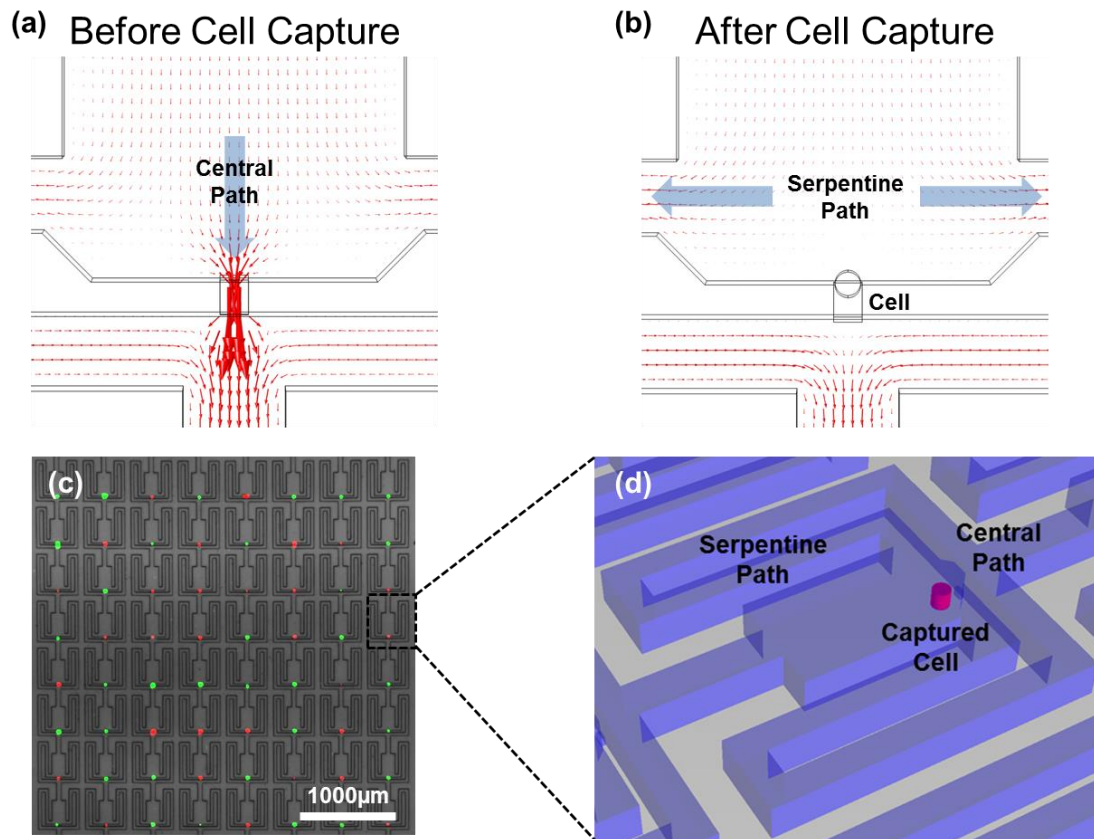 (a) Before Cell Capture
(b) After Cell Capture
Central
Path
Serpentine
Path
Cell
(c)
1000µm
(d)
Serpentine
Path
Central
Path
Captured
Cell